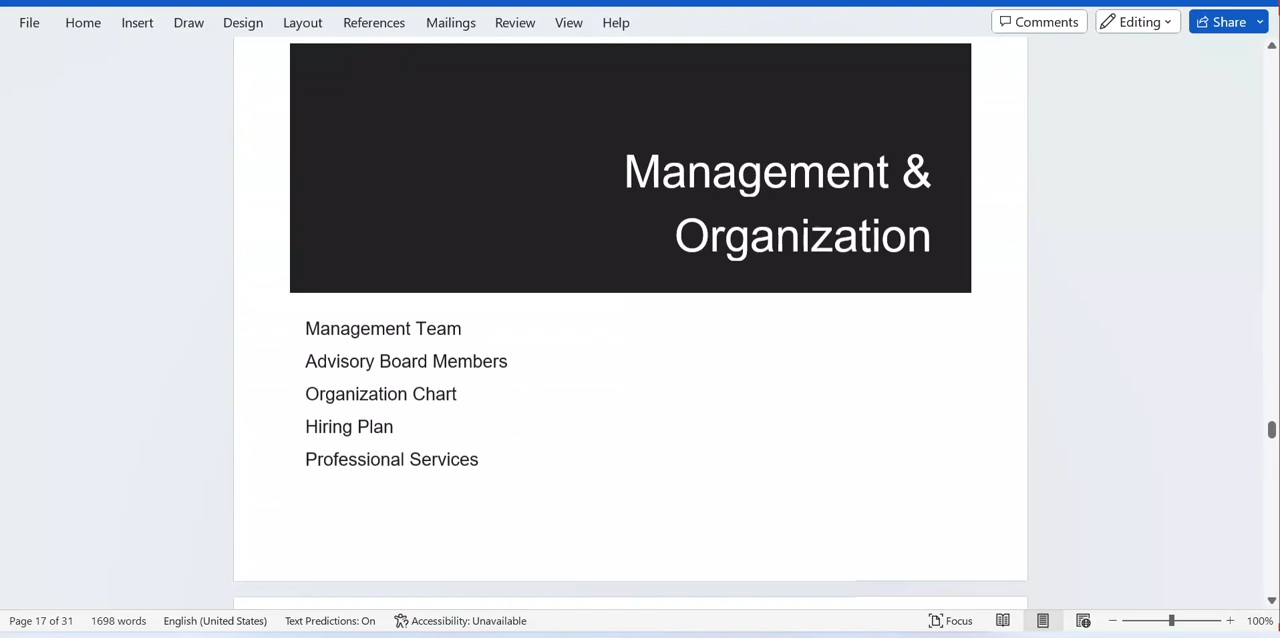 File Home Insert Draw Design Layout References Mailings Review View Help Comments Editing Share
Management &
Organization
Management Team
Advisory Board Members
Organization Chart
Hiring Plan
Professional Services
Page 17 of 31 1698 words English (United States) Text Predictions: On Accessibility: Unavailable Focus 100%